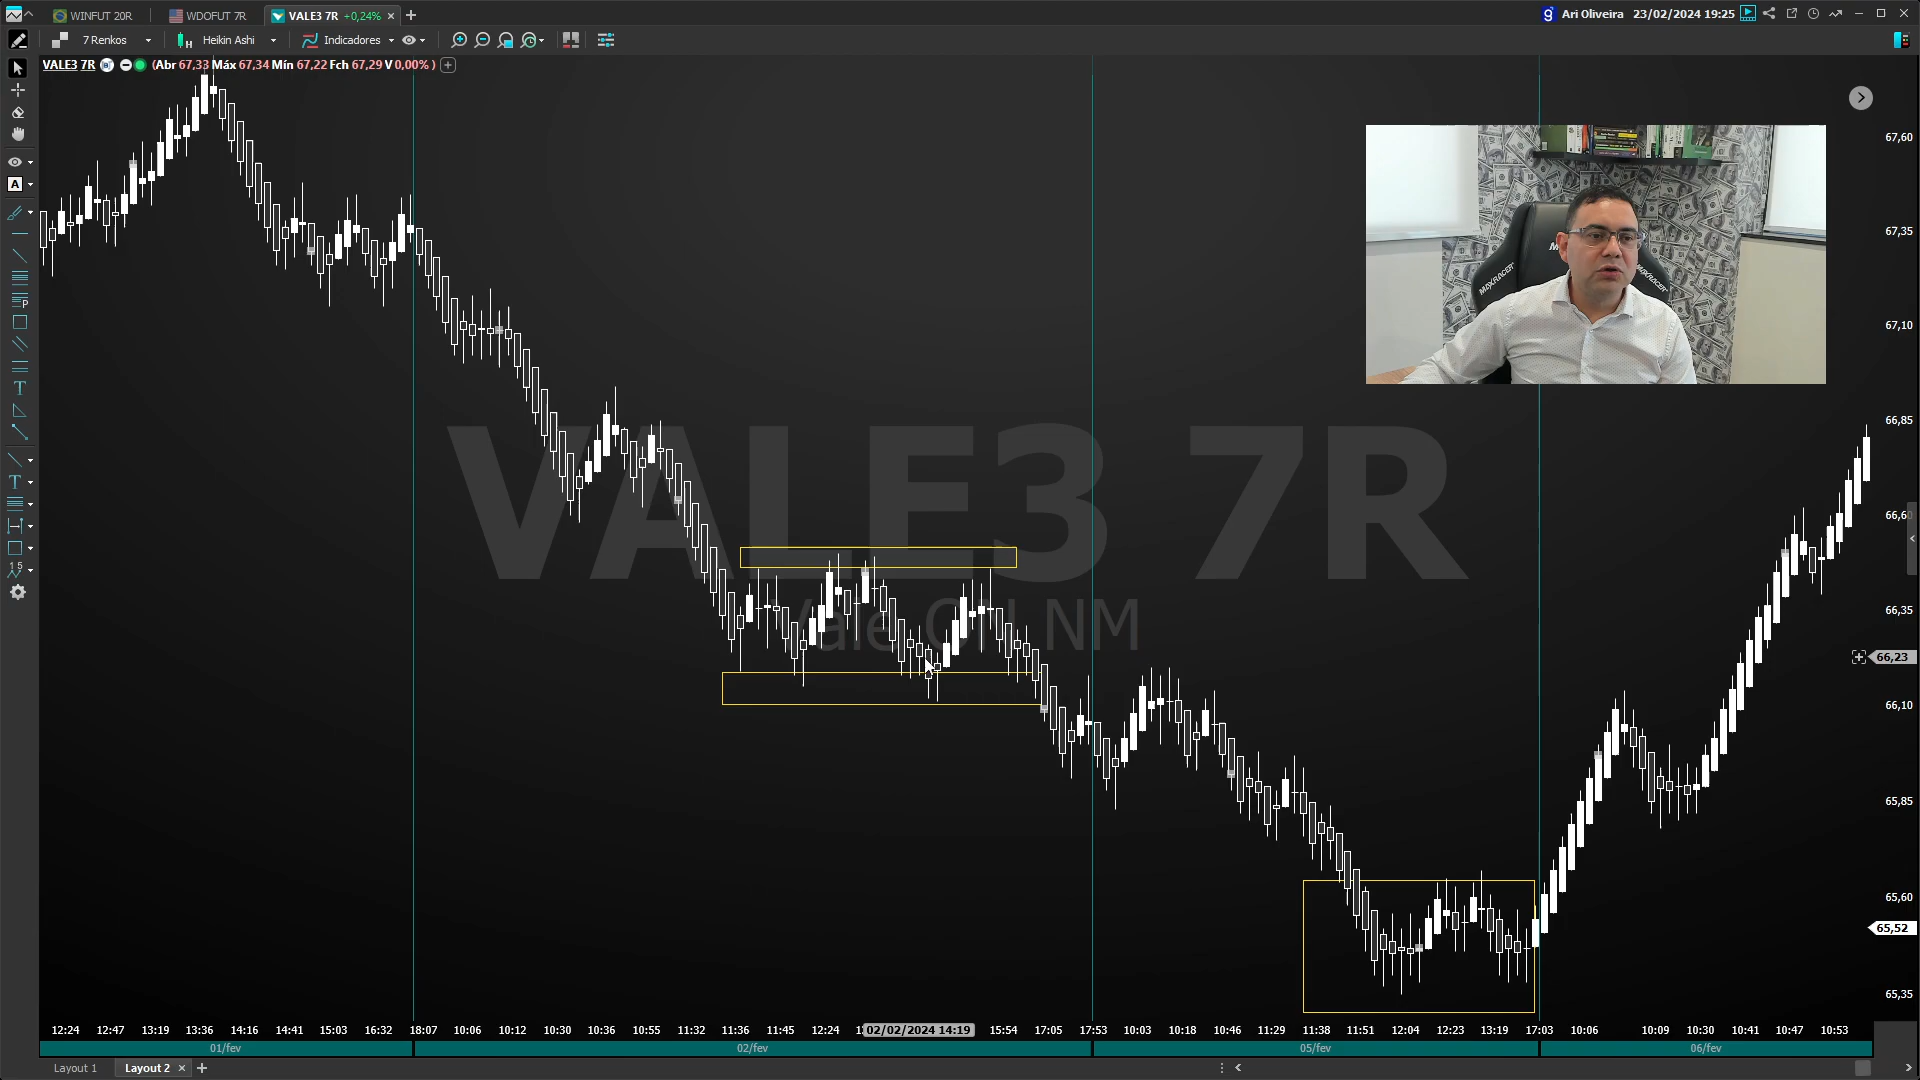 WINFUT 20R
WDOFUT 7R
VALE3 7R +0,24%
Ari Oliveira 23/02/2024 19:25
7 Renkos
Heikin Ashi
Indicadores
VALE3 7R (Abr 67,33 Máx 67,34 Mín 67,22 Fch 67,29 V 0,00% )
67,60
67,35
67,10
66,85
66,60
66,35
66,23
66,10
65,85
65,60
65,52
65,35
VALE3 7R
Vale ON NM
MAXRACER
MAXRACER
12:24 12:47 13:19 13:36 14:16 14:41 15:03 16:32 18:07 10:06 10:12 10:30 10:36 10:55 11:32 11:36 11:45 12:24 02/02/2024 14:19 15:54 17:05 17:53 10:03 10:18 10:46 11:29 11:38 11:51 12:04 12:23 13:19 17:03 10:06 10:09 10:30 10:41 10:47 10:53
01/fev 02/fev 05/fev 06/fev
Layout 1
Layout 2